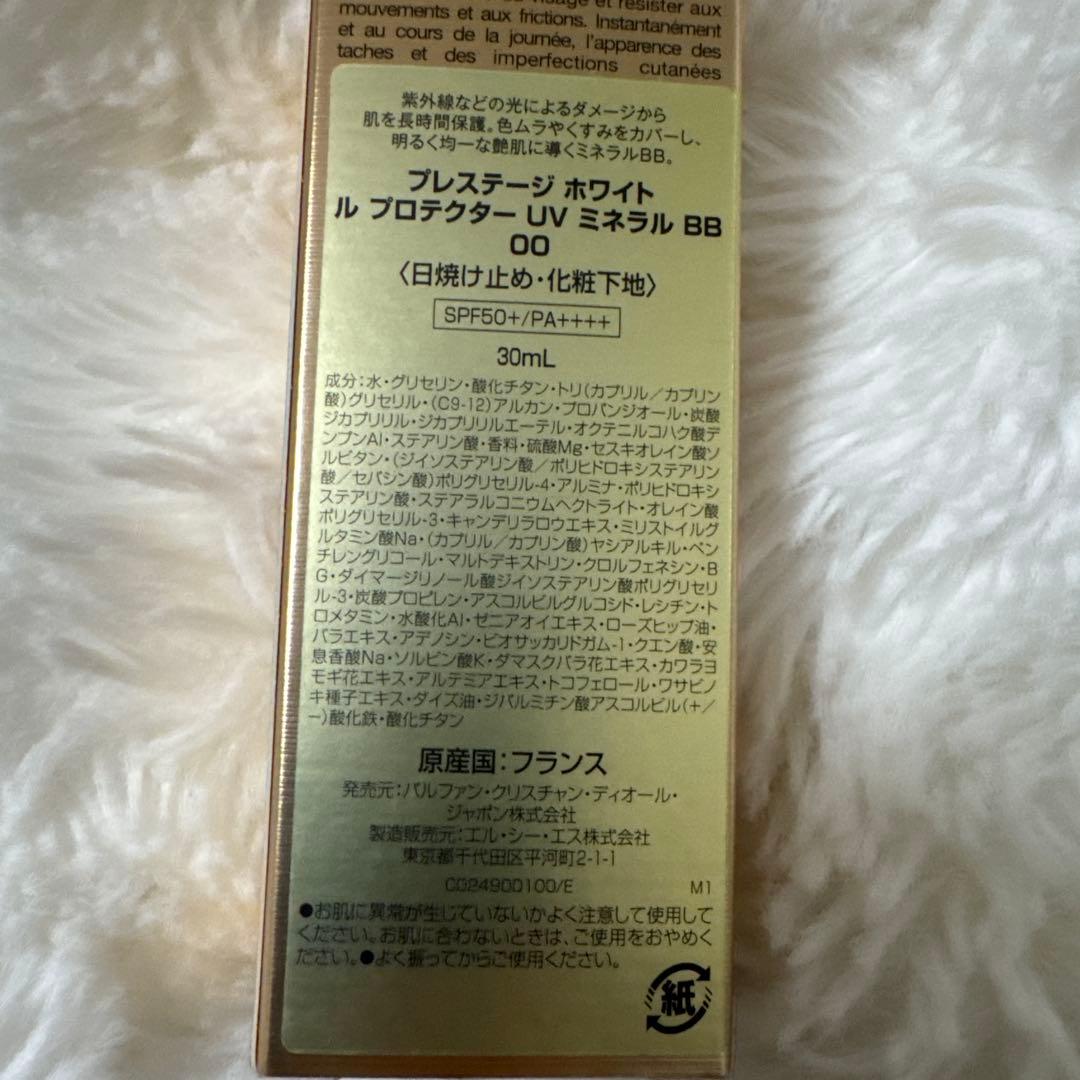 visage et résister aux
mouvements et aux frictions. Instantanément
et au cours de la journée, l'apparence des
taches et des imperfections cutanées
紫外線などの光によるダメージから
肌を長時間保護。色ムラやくすみをカバーし、
明るく均一な艶肌に導くミネラルBB。
プレステージ ホワイト
ル プロテクター UV ミネラル BB
00
〈日焼け止め・化粧下地〉
SPF50+/PA++++
30mL
成分：水・グリセリン・酸化チタン・トリ(カプリル／カプリン
酸)グリセリル・(C9-12)アルカン・プロパンジオール・炭酸
ジカプリリル・ジカプリリルエーテル・オクテニルコハク酸デ
ンプンAl・ステアリン酸・香料・硫酸Mg・セスキオレイン酸ソ
ルビタン・(ジイソステアリン酸／ポリヒドロキシステアリン
酸／セバシン酸)ポリグリセリル-4・アルミナ・ポリヒドロキシ
ステアリン酸・ステアラルコニウムヘクトライト・オレイン酸
ポリグリセリル-3・キャンデリラロウエキス・ミリストイルグ
ルタミン酸Na・(カプリル／カプリン酸)ヤシアルキル・ペン
チレングリコール・マルトデキストリン・クロルフェネシン・B
G・ダイマージリノール酸ジイソステアリン酸ポリグリセリ
ル-3・炭酸プロピレン・アスコルビルグルコシド・レシチン・ト
ロメタミン・水酸化Al・ゼニアオイエキス・ローズヒップ油・
バラエキス・アデノシン・ビオサッカリドガム-1・クエン酸・安
息香酸Na・ソルビン酸K・ダマスクバラ花エキス・カワラヨ
モギ花エキス・アルテミアエキス・トコフェロール・ワサビノ
キ種子エキス・ダイズ油・ジパルミチン酸アスコルビル(+／
−)酸化鉄・酸化チタン
原産国：フランス
発売元：パルファン・クリスチャン・ディオール・
ジャポン株式会社
製造販売元：エル・シー・エス株式会社
東京都千代田区平河町2-1-1
CG24900100/E M1
●お肌に異常が生じていないかよく注意して使用して
ください。お肌に合わないときは、ご使用をおやめく
ださい。●よく振ってからご使用ください。
紙